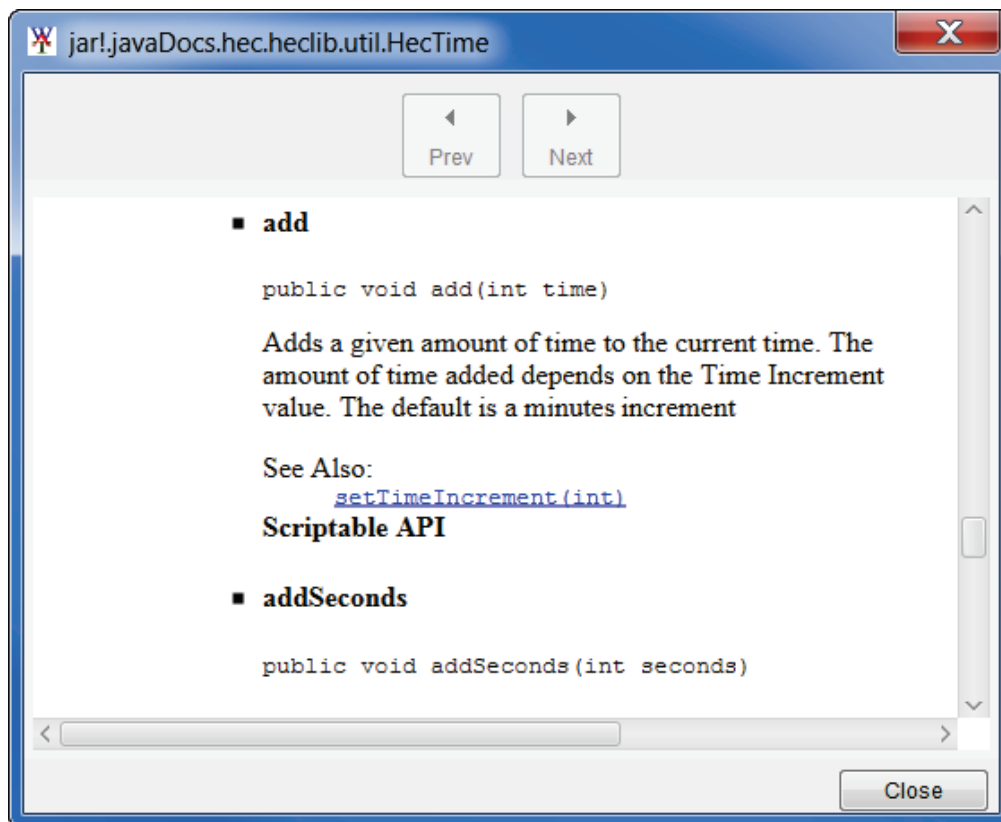 jar!.javaDocs.hec.heclib.util.HecTime
X
Prev
Next
add
public void add(int time)
Adds a given amount of time to the current time. The
amount of time added depends on the Time Increment
value. The default is a minutes increment
See Also:
setTimeIncrement(int)
Scriptable API
addSeconds
public void addSeconds(int seconds)
Close